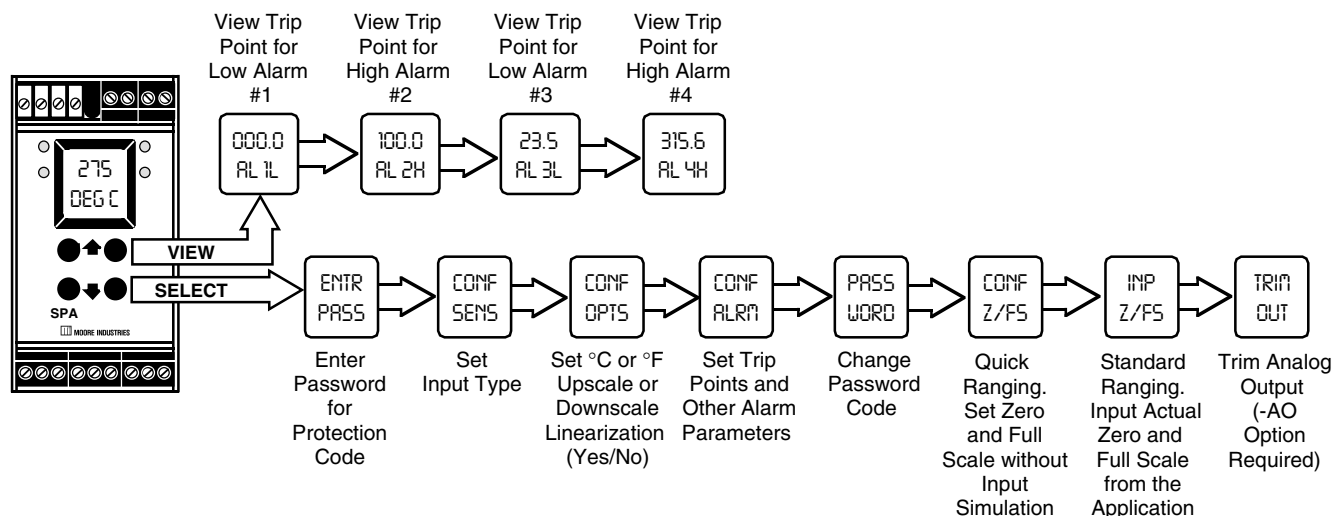 View Trip
Point for
Low Alarm
#1
View Trip
Point for
High Alarm
#2
View Trip
Point for
Low Alarm
#3
View Trip
Point for
High Alarm
#4
000.0
AL 1L
100.0
AL 2H
23.5
AL 3L
315.6
AL 4H
275
DEG C
VIEW
SELECT
SPA
MOORE INDUSTRIES
ENTR
PASS
CONF
SENS
CONF
OPTS
CONF
ALRM
PASS
WORD
CONF
Z/FS
INP
Z/FS
TRIM
OUT
Enter
Password
for
Protection
Code
Set
Input Type
Set °C or °F
Upscale or
Downscale
Linearization
(Yes/No)
Set Trip
Points and
Other Alarm
Parameters
Change
Password
Code
Quick
Ranging.
Set Zero
and Full
Scale without
Input
Simulation
Standard
Ranging.
Input Actual
Zero and
Full Scale
from the
Application
Trim Analog
Output
(-AO
Option
Required)